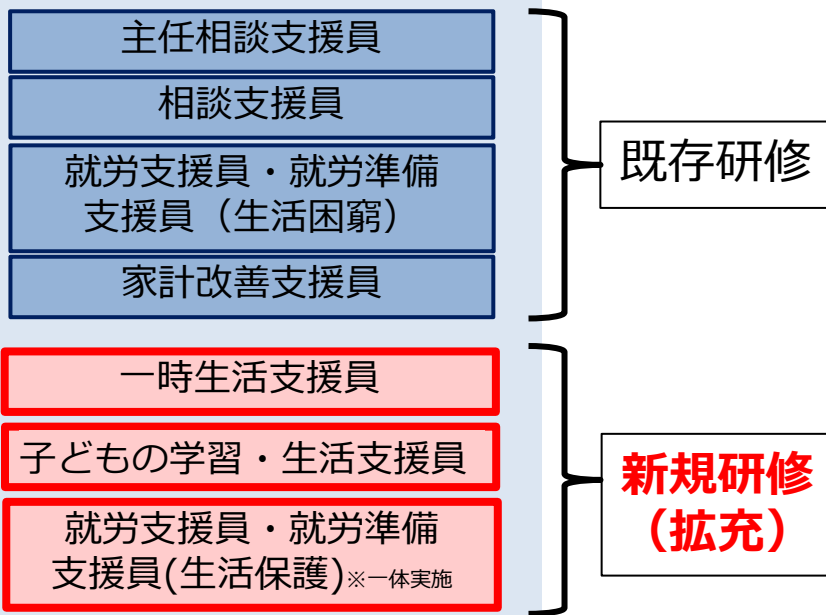 主任相談支援員
相談支援員
就労支援員・就労準備
支援員（生活困窮）
家計改善支援員
既存研修
一時生活支援員
子どもの学習・生活支援員
就労支援員・就労準備
支援員(生活保護)※一体実施
新規研修
（拡充）